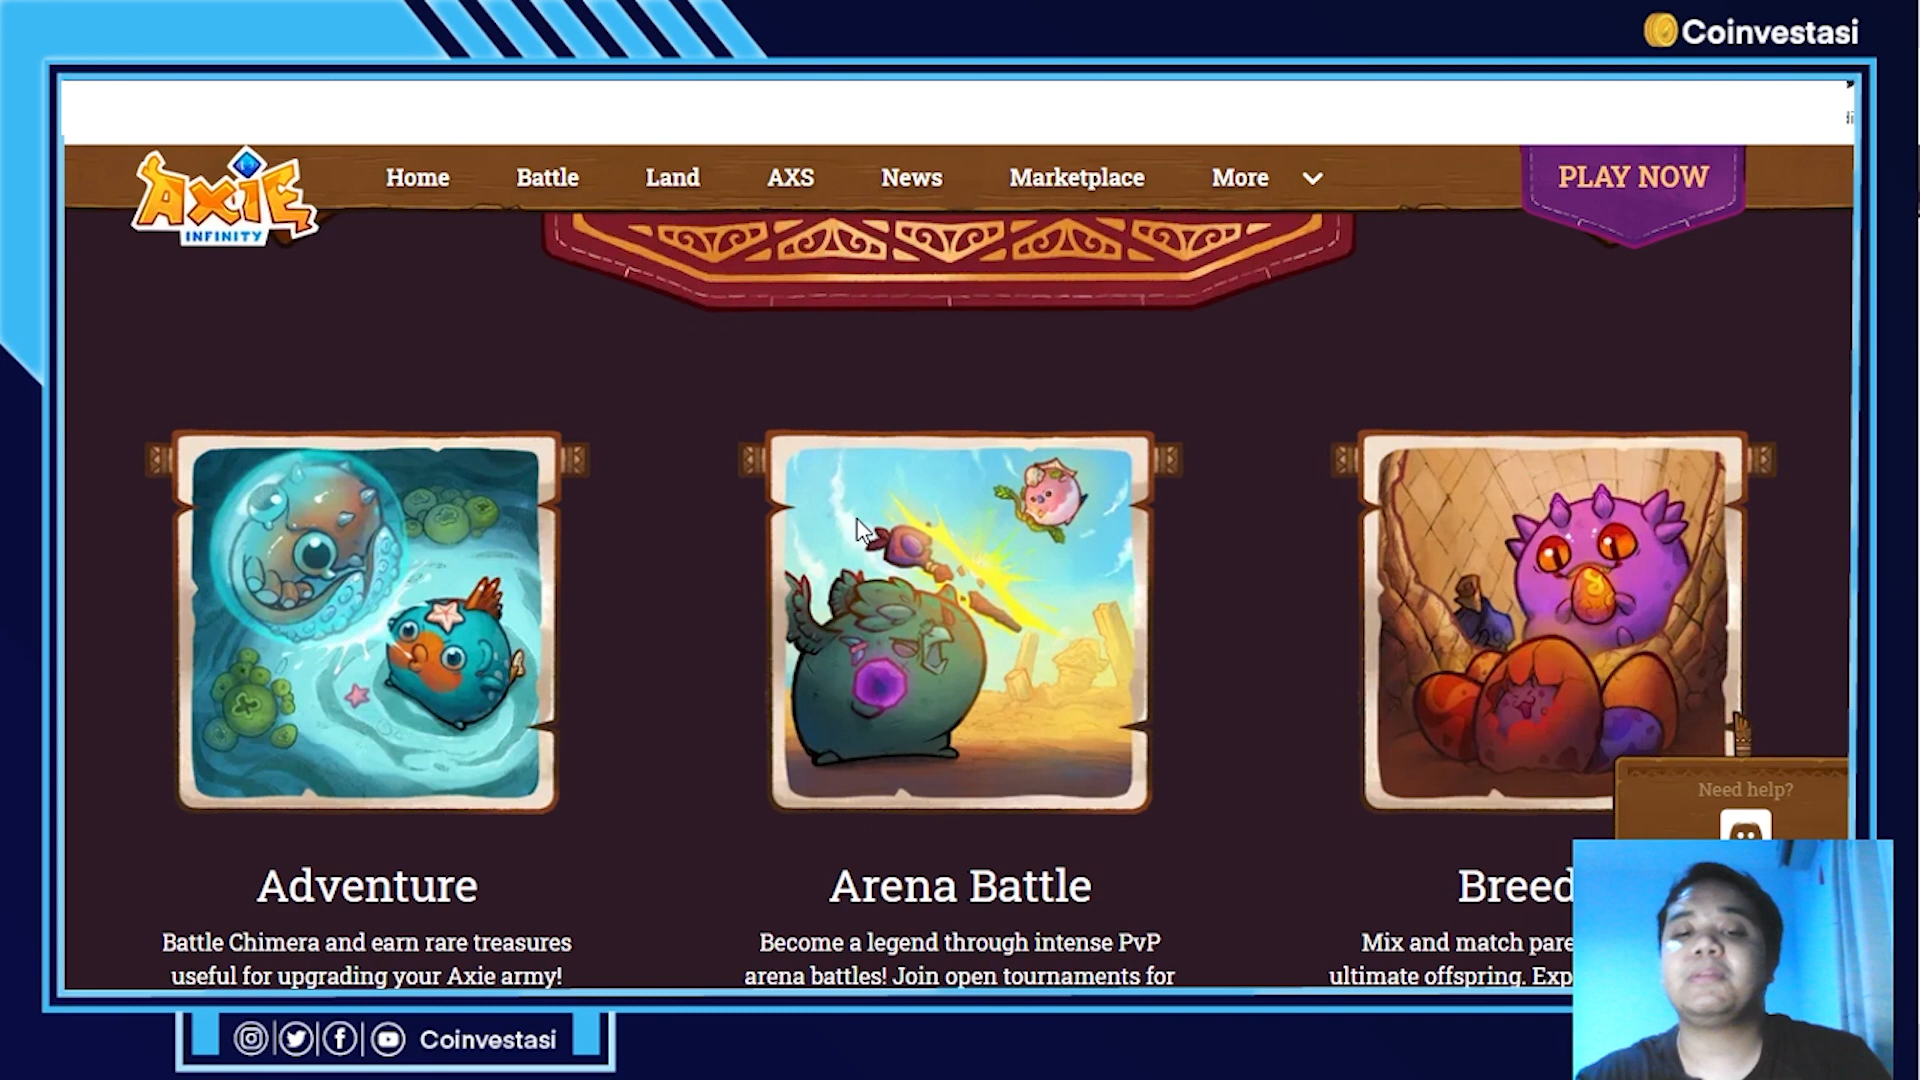 Coinvestasi
AXIE
INFINITY
Home
Battle
Land
AXS
News
Marketplace
More
PLAY NOW
Need help?
Adventure
Battle Chimera and earn rare treasures
useful for upgrading your Axie army!
Arena Battle
Become a legend through intense PvP
arena battles! Join open tournaments for
Breed
Mix and match pare
ultimate offspring. Exp
Coinvestasi